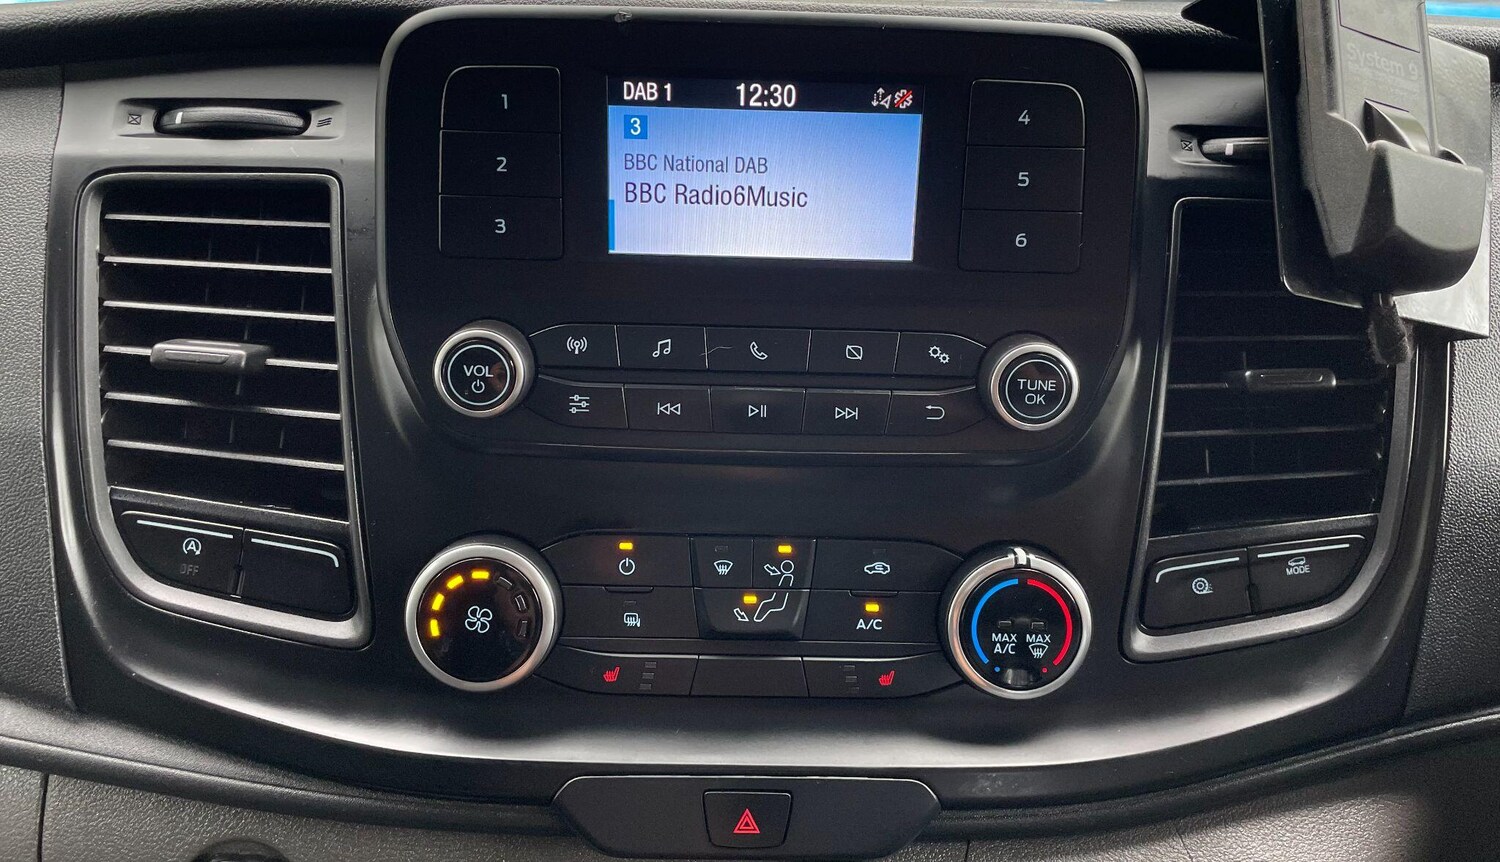 System 9
DAB 1
12:30
3
BBC National DAB
BBC Radio6Music
1
2
3
4
5
6
VOL
TUNE
OK
OFF
MODE
A/C
MAX
A/C
MAX